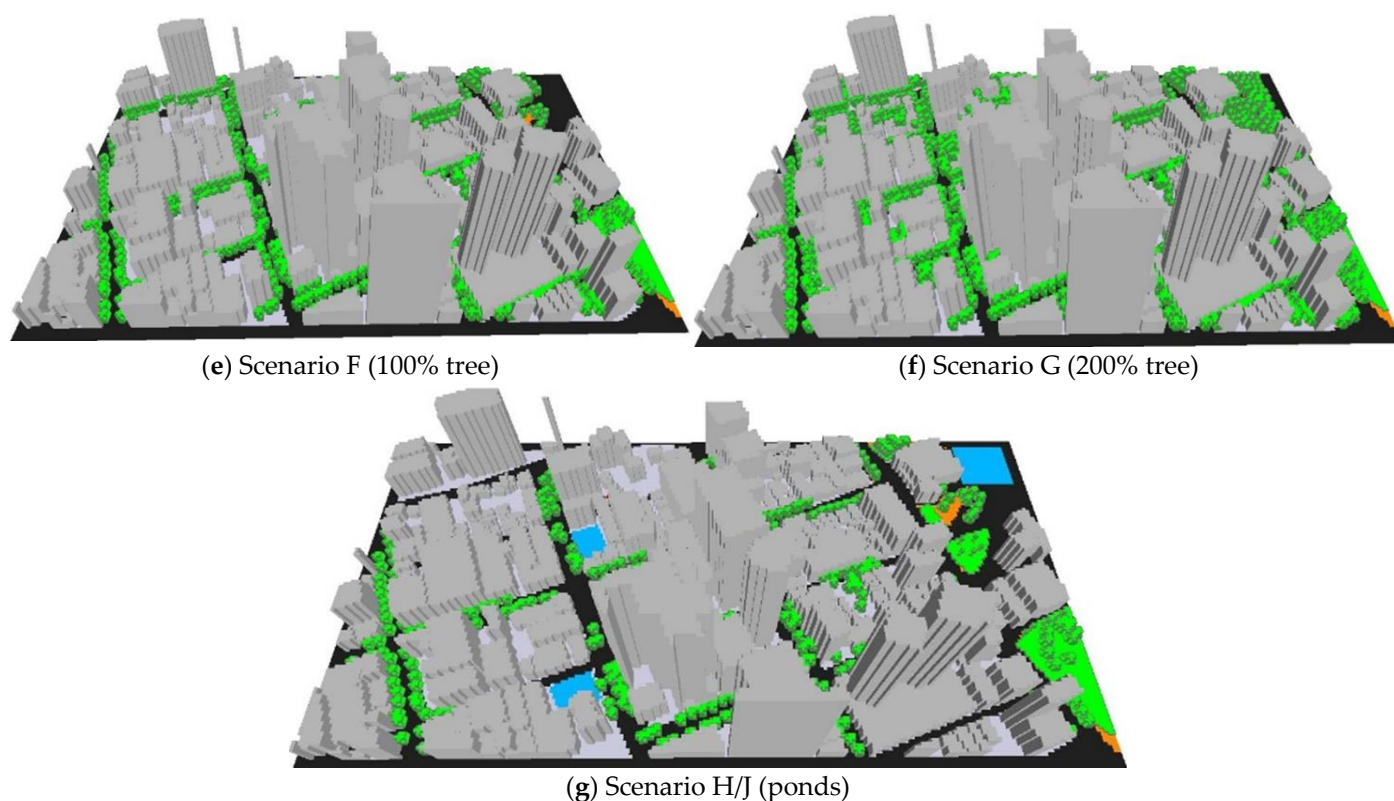 (e) Scenario F (100% tree)
(f) Scenario G (200% tree)
(g) Scenario H/J (ponds)